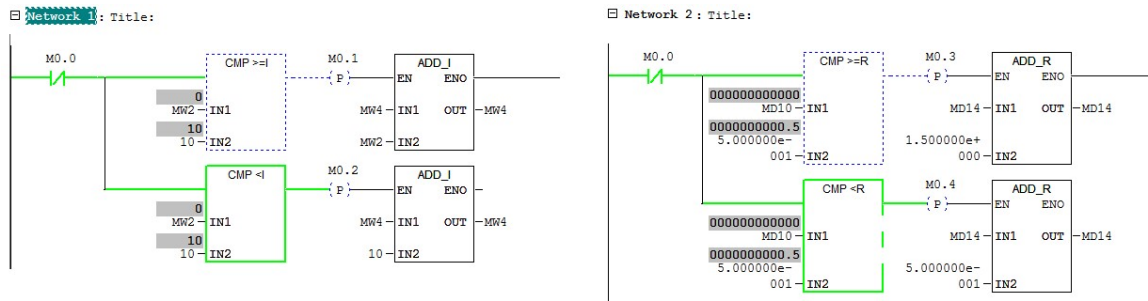 Network 1 : Title:
M0.0
CMP >=I
M0.1
P
ADD_I
EN ENO
0
MW2 IN1
10
10 IN2
MW4 IN1 OUT MW4
MW2 IN2
CMP <I
M0.2
P
ADD_I
EN ENO
0
MW2 IN1
10
10 IN2
MW4 IN1 OUT MW4
10 IN2
Network 2 : Title:
M0.0
CMP >=R
M0.3
P
ADD_R
EN ENO
000000000000
MD10 IN1
0000000000.5
5.000000e-
001 IN2
MD14 IN1 OUT MD14
1.500000e+
000 IN2
CMP <R
M0.4
P
ADD_R
EN ENO
000000000000
MD10 IN1
0000000000.5
5.000000e-
001 IN2
MD14 IN1 OUT MD14
5.000000e-
001 IN2